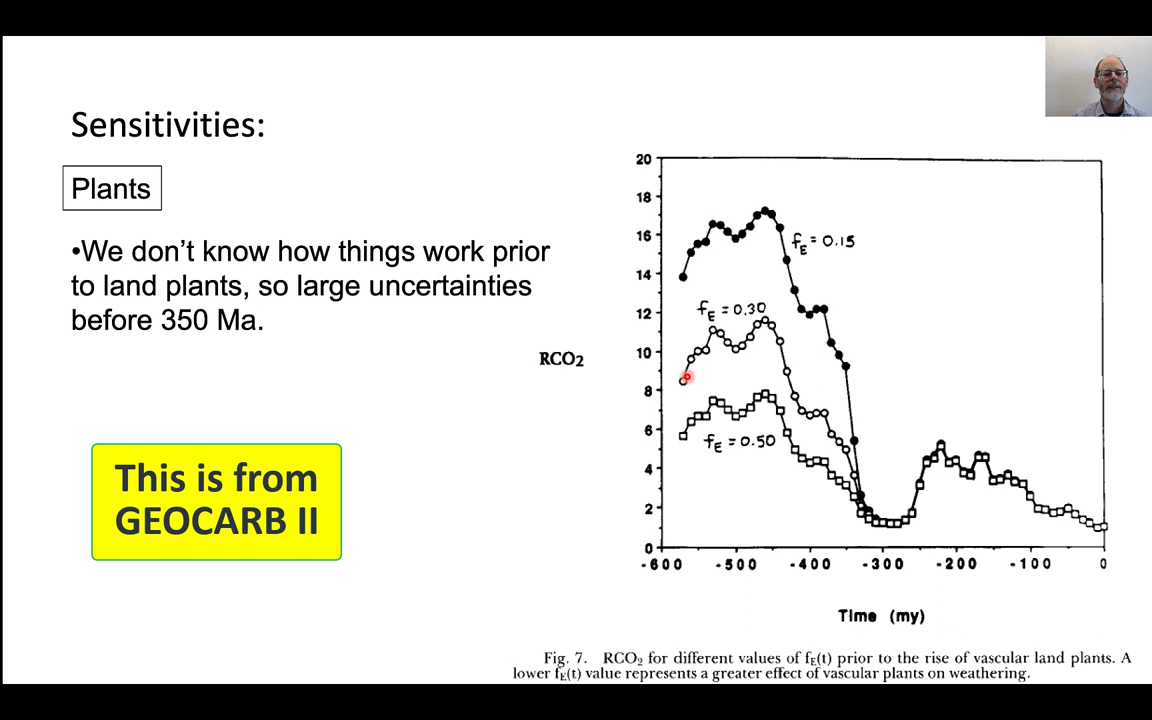 Sensitivities:
Plants
•We don’t know how things work prior
to land plants, so large uncertainties
before 350 Ma.
This is from
GEOCARB II
RCO₂
20
18
16
14
12
10
8
6
4
2
0
fE = 0.15
fE = 0.30
fE = 0.50
-600 -500 -400 -300 -200 -100 0
Time (my)
Fig. 7. RCO₂ for different values of fE(t) prior to the rise of vascular land plants. A
lower fE(t) value represents a greater effect of vascular plants on weathering.